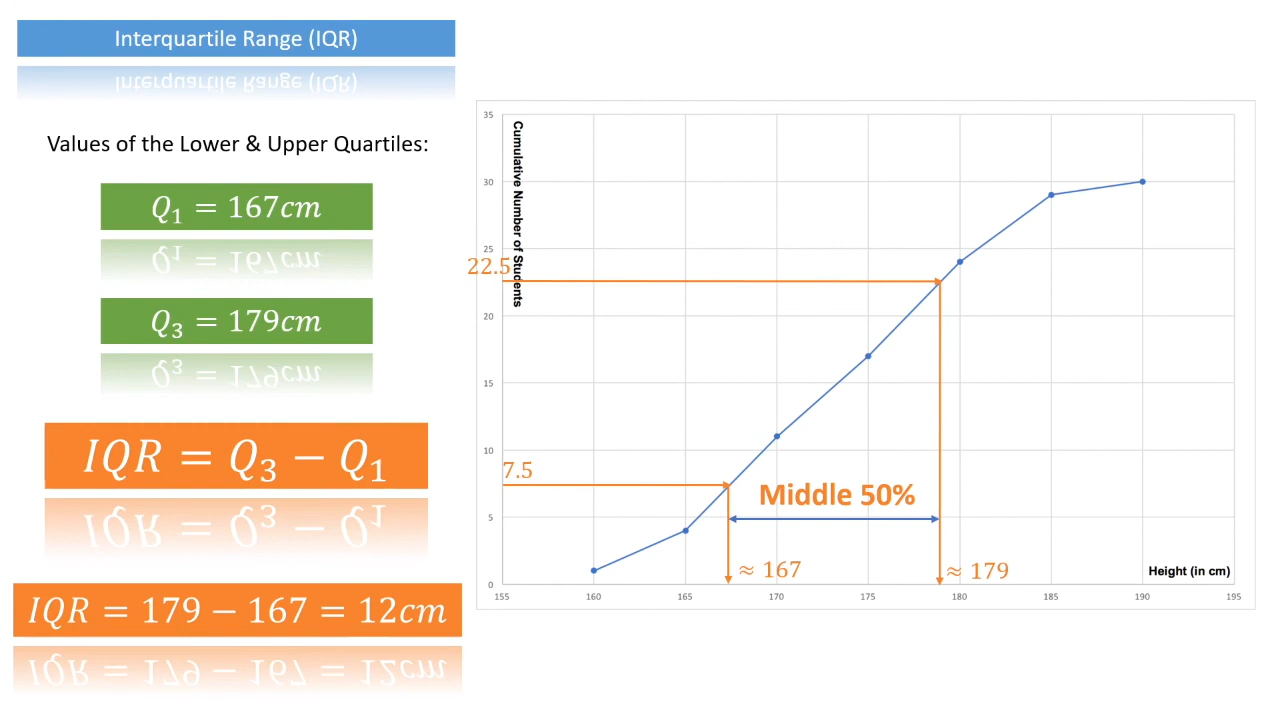 Interquartile Range (IQR)
Values of the Lower & Upper Quartiles:
Q₁ = 167cm
Q₃ = 179cm
IQR = Q₃ − Q₁
IQR = 179 − 167 = 12cm
Cumulative Number of Students
35
30
25
22.5
20
15
10
7.5
5
0
Middle 50%
≈ 167
≈ 179
Height (in cm)
155 160 165 170 175 180 185 190 195